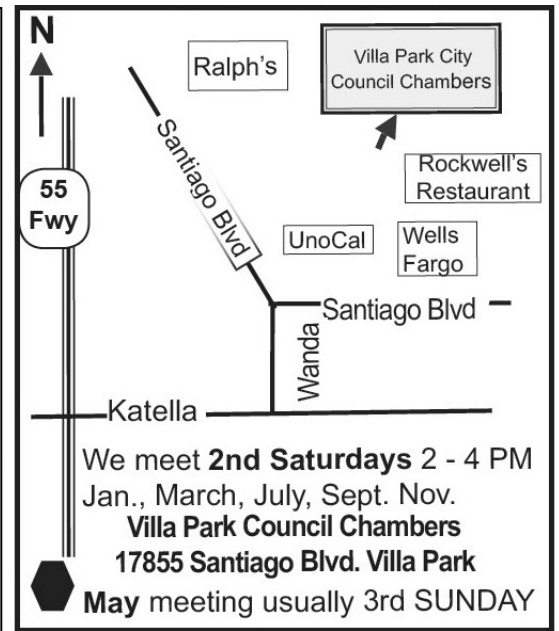 N
Ralph's
Villa Park City
Council Chambers
Santiago Blvd
55
Fwy
Rockwell's
Restaurant
UnoCal
Wells
Fargo
Santiago Blvd
Wanda
Katella
We meet 2nd Saturdays 2 - 4 PM
Jan., March, July, Sept. Nov.
Villa Park Council Chambers
17855 Santiago Blvd. Villa Park
May meeting usually 3rd SUNDAY